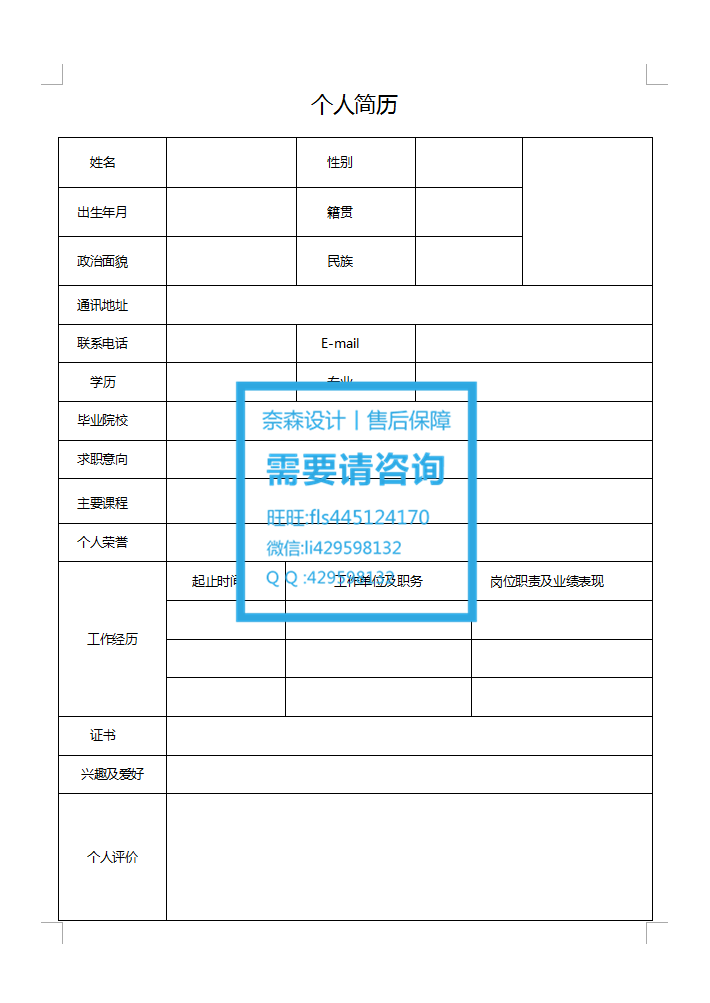 个人简历
姓名 性别
出生年月 籍贯
政治面貌 民族
通讯地址
联系电话 E-mail
学历 专业
毕业院校
奈森设计丨售后保障
求职意向
需要请咨询
主要课程
旺旺:fls445124170
个人荣誉
微信:li429598132
QQ:429598132
起止时间 工作单位及职务 岗位职责及业绩表现
工作经历
证书
兴趣及爱好
个人评价